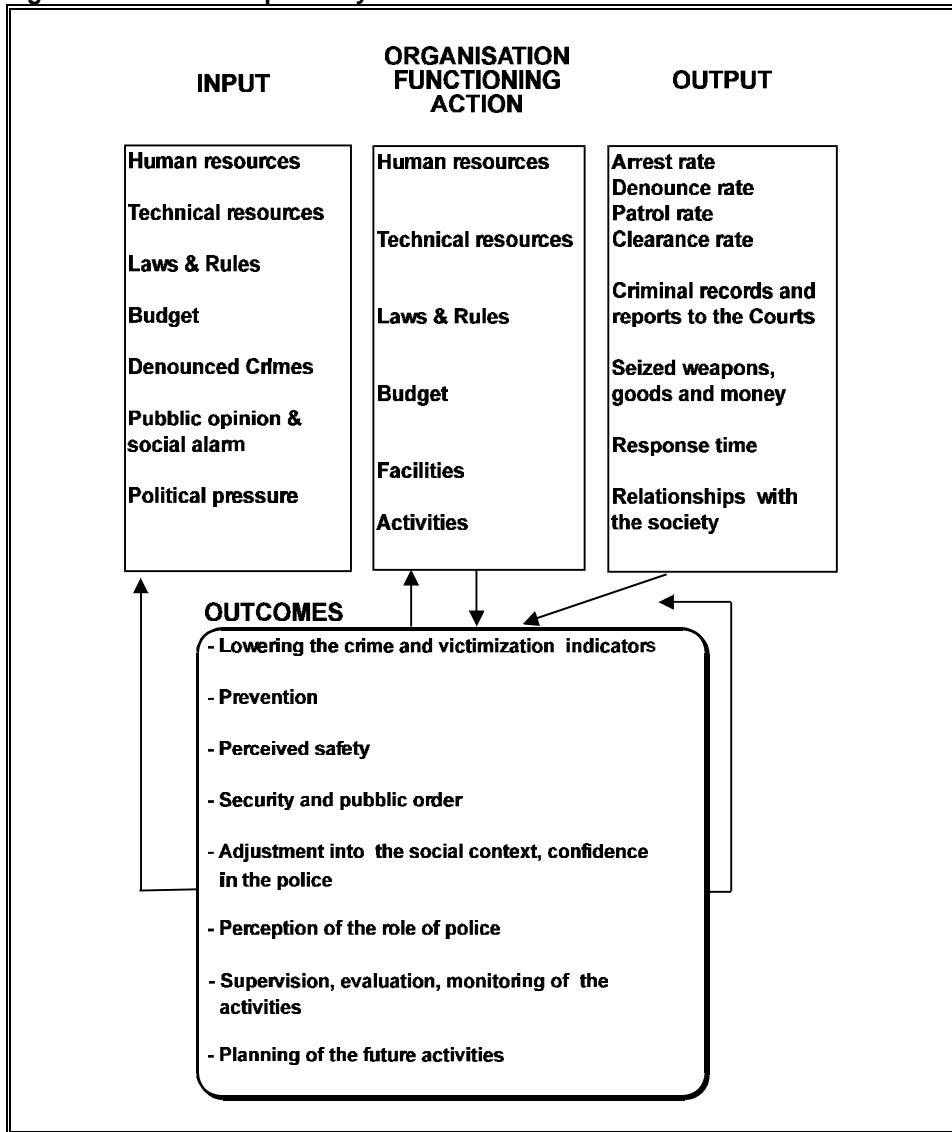 INPUT
Human resources
Technical resources
Laws & Rules
Budget
Denounced Crimes
Pubblic opinion &
social alarm
Political pressure
ORGANISATION
FUNCTIONING
ACTION
Human resources
Technical resources
Laws & Rules
Budget
Facilities
Activities
OUTPUT
Arrest rate
Denounce rate
Patrol rate
Clearance rate
Criminal records and
reports to the Courts
Seized weapons,
goods and money
Response time
Relationships with
the society
OUTCOMES
- Lowering the crime and victimization indicators
- Prevention
- Perceived safety
- Security and pubblic order
- Adjustment into the social context, confidence
in the police
- Perception of the role of police
- Supervision, evaluation, monitoring of the
activities
- Planning of the future activities